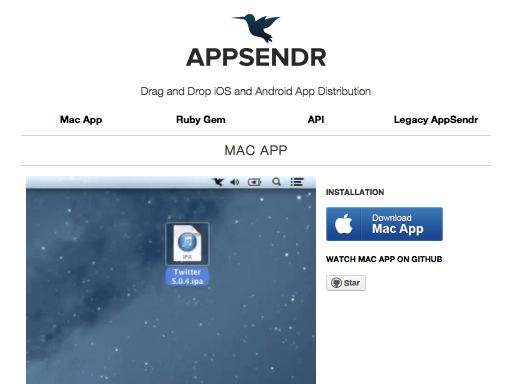 APPSENDR
Drag and Drop iOS and Android App Distribution
Mac App Ruby Gem API Legacy AppSendr
MAC APP
INSTALLATION
Download
Mac App
WATCH MAC APP ON GITHUB
Star
IPA
Twitter
5.0.4.ipa